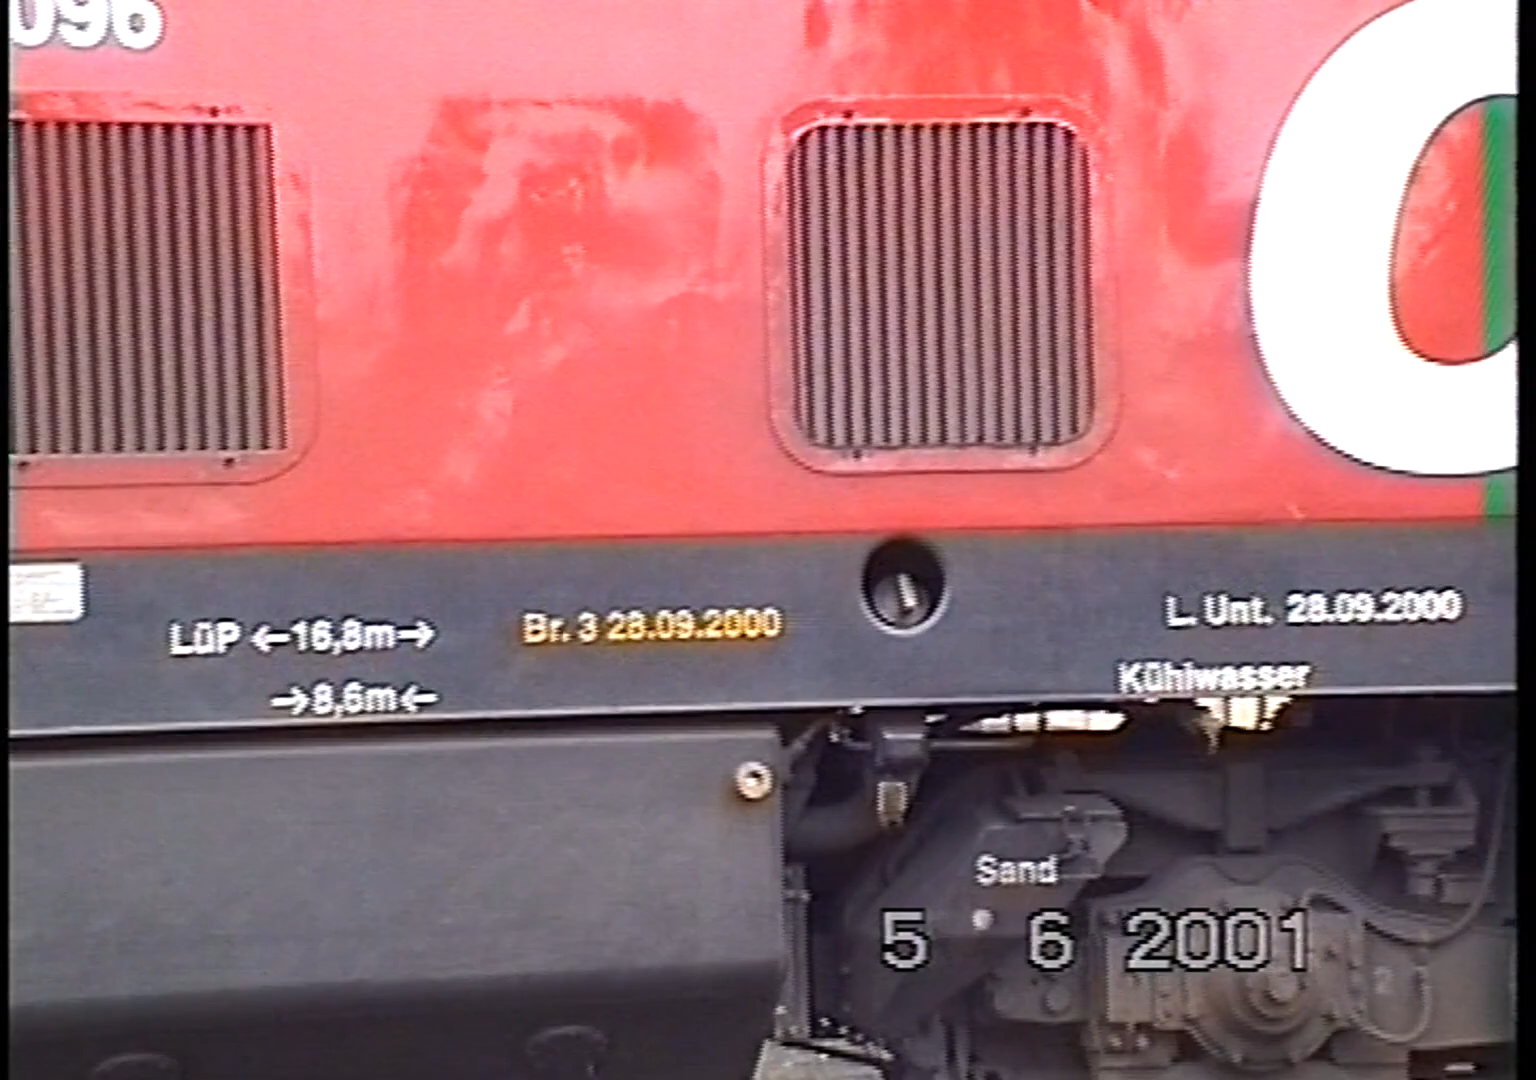 096
LüP ←16,8m→
→8,6m←
Br. 3 28.09.2000
L. Unt. 28.09.2000
Kühlwasser
Sand
5 6 2001